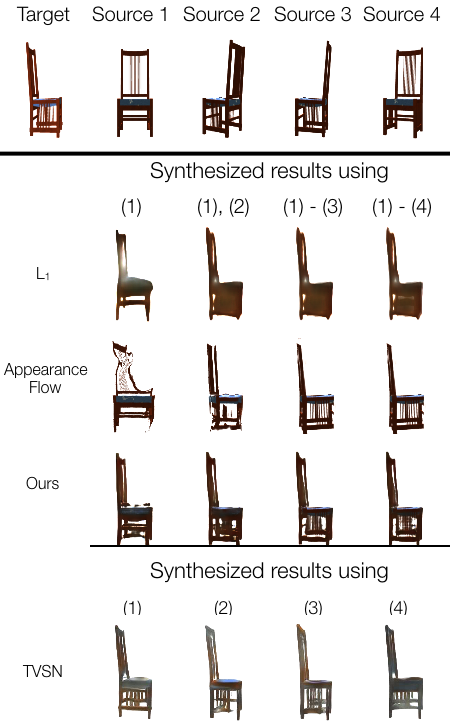 Target Source 1 Source 2 Source 3 Source 4
Synthesized results using
(1) (1), (2) (1) - (3) (1) - (4)
L₁
Appearance
Flow
Ours
Synthesized results using
(1) (2) (3) (4)
TVSN